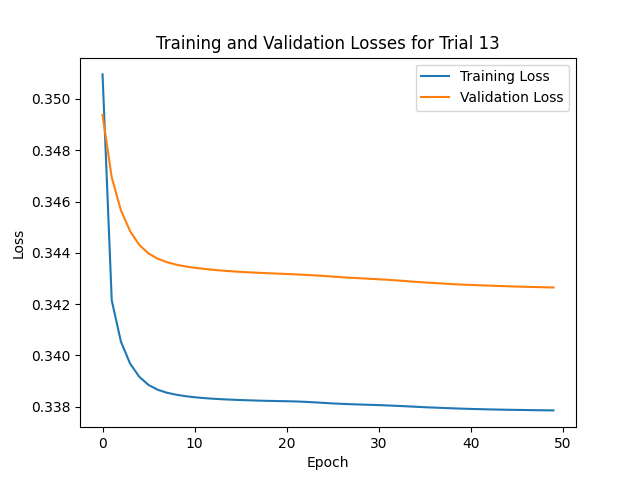 Training and Validation Losses for Trial 13
Training Loss
Validation Loss
Loss
0.350
0.348
0.346
0.344
0.342
0.340
0.338
0 10 20 30 40 50
Epoch